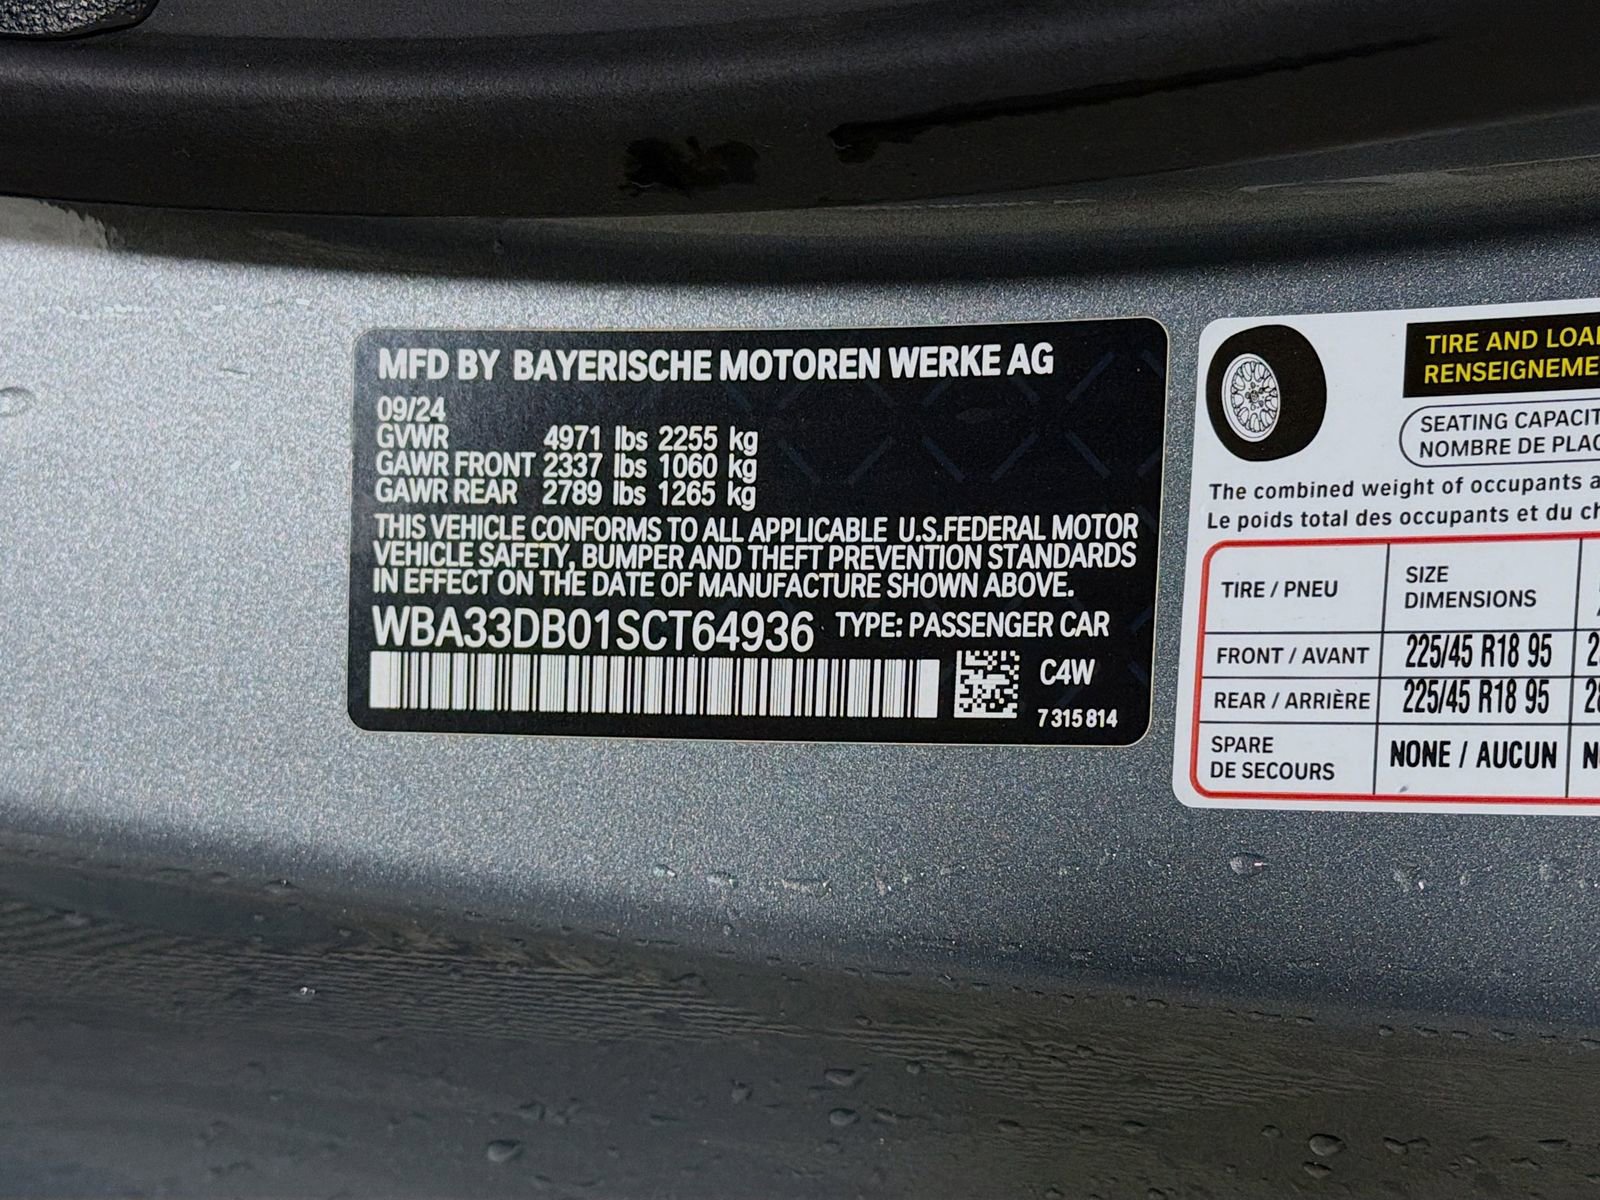 MFD BY BAYERISCHE MOTOREN WERKE AG
09/24
GVWR 4971 lbs 2255 kg
GAWR FRONT 2337 lbs 1060 kg
GAWR REAR 2789 lbs 1265 kg
THIS VEHICLE CONFORMS TO ALL APPLICABLE U.S.FEDERAL MOTOR
VEHICLE SAFETY, BUMPER AND THEFT PREVENTION STANDARDS
IN EFFECT ON THE DATE OF MANUFACTURE SHOWN ABOVE.
WBA33DB01SCT64936 TYPE: PASSENGER CAR
C4W
7 315 814
TIRE AND LOA
RENSEIGNEME
SEATING CAPACIT
NOMBRE DE PLAC
The combined weight of occupants a
Le poids total des occupants et du ch
TIRE / PNEU
SIZE
DIMENSIONS
FRONT / AVANT 225/45 R18 95 2
REAR / ARRIÈRE 225/45 R18 95 2
SPARE
DE SECOURS
NONE / AUCUN N